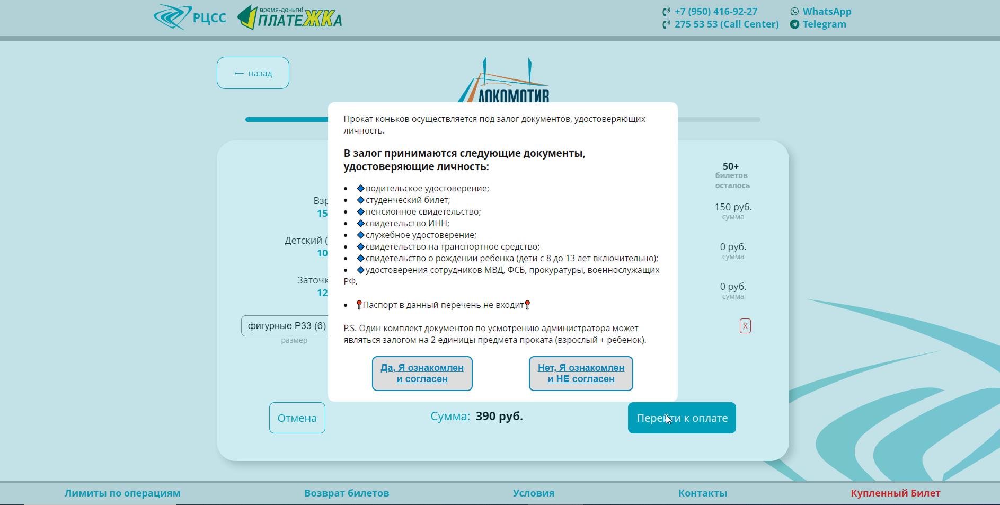 РЦСС
время-деньги!
ПЛАТЕЖКА
+7 (950) 416-92-27
WhatsApp
275 53 53 (Call Center)
Telegram
← назад
ЛОКОМОТИВ
Прокат коньков осуществляется под залог документов, удостоверяющих
личность.
В залог принимаются следующие документы,
удостоверяющие личность:
• 🔷водительское удостоверение;
• 🔷студенческий билет;
• 🔷пенсионное свидетельство;
• 🔷свидетельство ИНН;
• 🔷служебное удостоверение;
• 🔷свидетельство на транспортное средство;
• 🔷свидетельство о рождении ребенка (дети с 8 до 13 лет включительно);
• 🔷удостоверения сотрудников МВД, ФСБ, прокуратуры, военнослужащих
РФ.
• 📍Паспорт в данный перечень не входит📍
P.S. Один комплект документов по усмотрению администратора может
являться залогом на 2 единицы предмета проката (взрослый + ребенок).
Да, Я ознакомлен
и согласен
Нет, Я ознакомлен
и НЕ согласен
50+
билетов
осталось
Взр
15
150 руб.
сумма
Детский (
10
0 руб.
сумма
Заточк
12
0 руб.
сумма
фигурные Р33 (6)
размер
X
Отмена
Сумма: 390 руб.
Перейти к оплате
Лимиты по операциям
Возврат билетов
Условия
Контакты
Купленный Билет